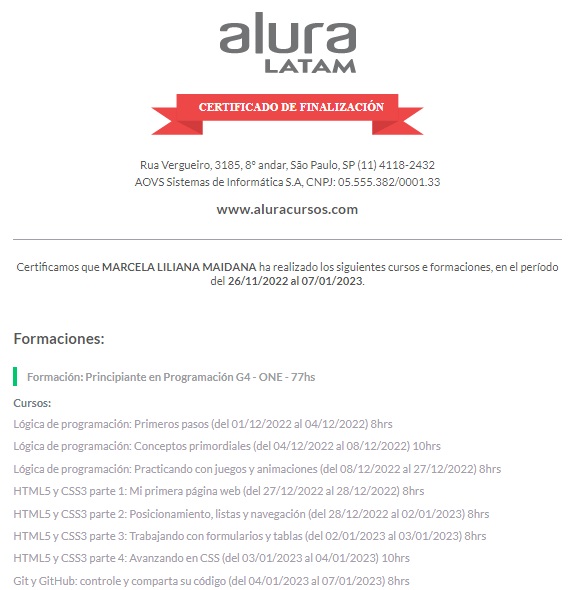 alura
LATAM
CERTIFICADO DE FINALIZACIÓN
Rua Vergueiro, 3185, 8º andar, São Paulo, SP (11) 4118-2432
AOVS Sistemas de Informática S.A, CNPJ: 05.555.382/0001.33
www.aluracursos.com
Certificamos que MARCELA LILIANA MAIDANA ha realizado los siguientes cursos e formaciones, en el período
del 26/11/2022 al 07/01/2023.
Formaciones:
Formación: Principiante en Programación G4 - ONE - 77hs
Cursos:
Lógica de programación: Primeros pasos (del 01/12/2022 al 04/12/2022) 8hrs
Lógica de programación: Conceptos primordiales (del 04/12/2022 al 08/12/2022) 10hrs
Lógica de programación: Practicando con juegos y animaciones (del 08/12/2022 al 27/12/2022) 8hrs
HTML5 y CSS3 parte 1: Mi primera página web (del 27/12/2022 al 28/12/2022) 8hrs
HTML5 y CSS3 parte 2: Posicionamiento, listas y navegación (del 28/12/2022 al 02/01/2023) 8hrs
HTML5 y CSS3 parte 3: Trabajando con formularios y tablas (del 02/01/2023 al 03/01/2023) 8hrs
HTML5 y CSS3 parte 4: Avanzando en CSS (del 03/01/2023 al 04/01/2023) 10hrs
Git y GitHub: controle y comparta su código (del 04/01/2023 al 07/01/2023) 8hrs